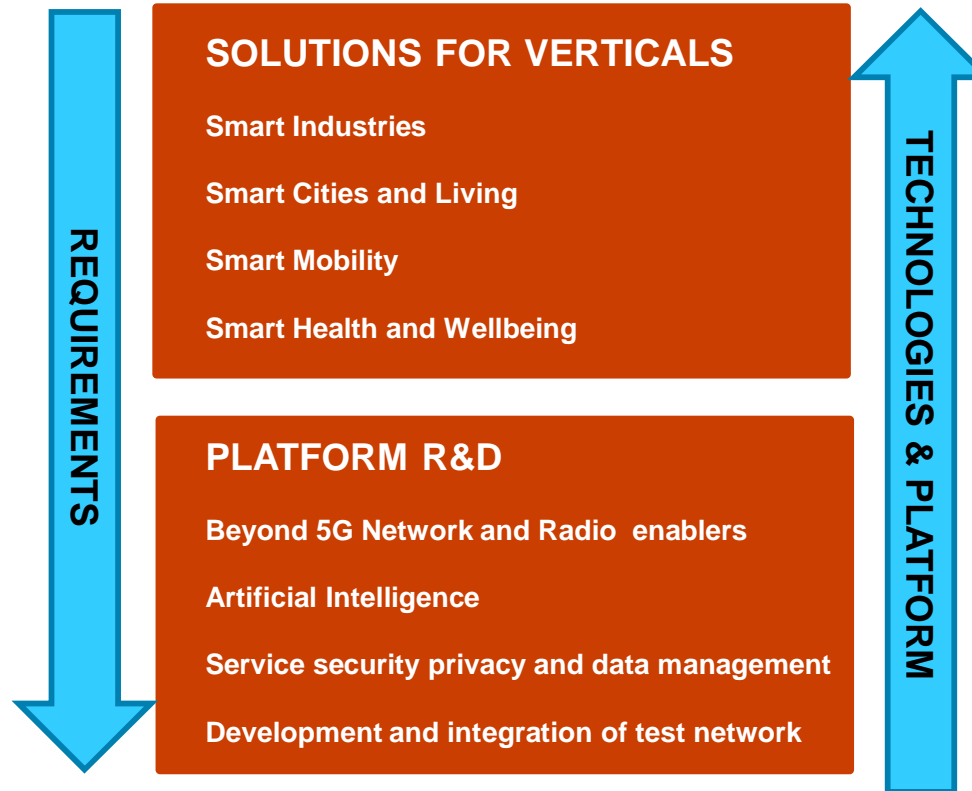 SOLUTIONS FOR VERTICALS
Smart Industries
Smart Cities and Living
Smart Mobility
Smart Health and Wellbeing
REQUIREMENTS
TECHNOLOGIES & PLATFORM
PLATFORM R&D
Beyond 5G Network and Radio enablers
Artificial Intelligence
Service security privacy and data management
Development and integration of test network